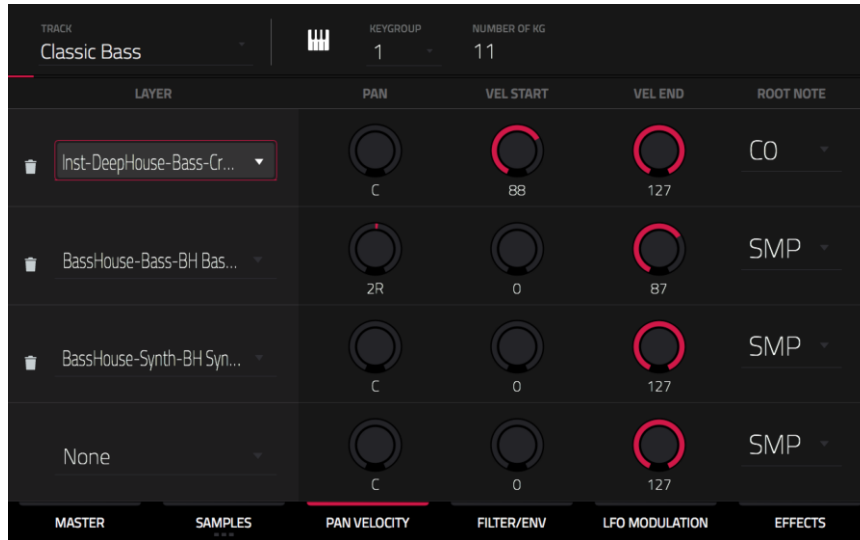 TRACK KEYGROUP NUMBER OF KG
Classic Bass 1 11
LAYER PAN VEL START VEL END ROOT NOTE
Inst-DeepHouse-Bass-Cr... C 88 127 C0
BassHouse-Bass-BH Bas... 2R 0 87 SMP
BassHouse-Synth-BH Syn... C 0 127 SMP
None C 0 127 SMP
MASTER SAMPLES PAN VELOCITY FILTER/ENV LFO MODULATION EFFECTS